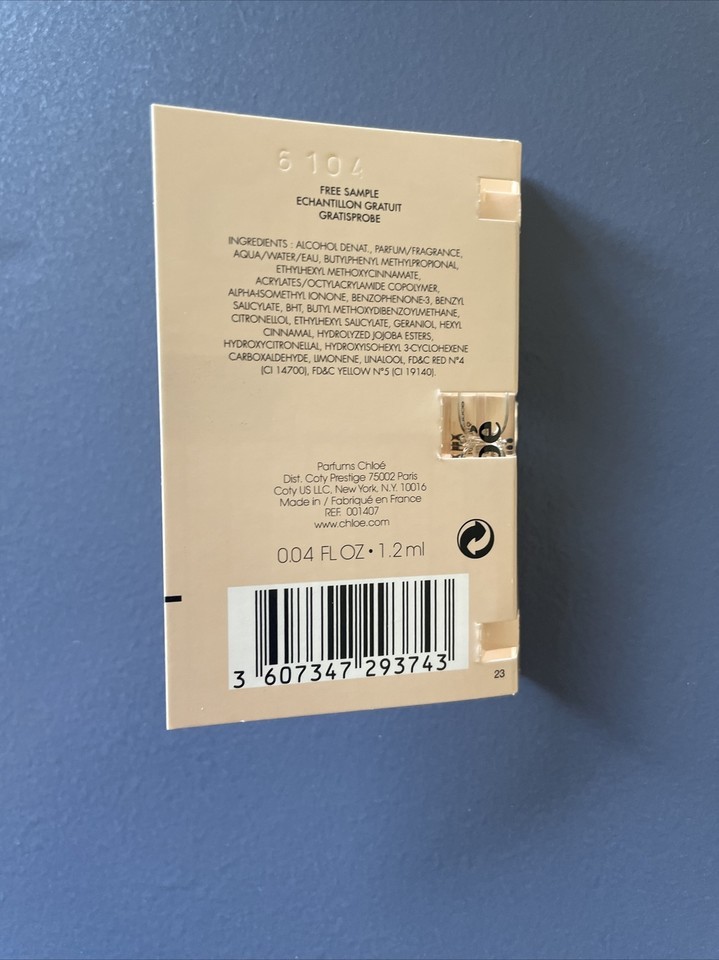 6 104
FREE SAMPLE
ECHANTILLON GRATUIT
GRATISPROBE
INGREDIENTS : ALCOHOL DENAT., PARFUM/FRAGRANCE,
AQUA/WATER/EAU, BUTYLPHENYL METHYLPROPIONAL,
ETHYLHEXYL METHOXYCINNAMATE,
ACRYLATES/OCTYLACRYLAMIDE COPOLYMER,
ALPHA-ISOMETHYL IONONE, BENZOPHENONE-3, BENZYL
SALICYLATE, BHT, BUTYL METHOXYDIBENZOYLMETHANE,
CITRONELLOL, ETHYLHEXYL SALICYLATE, GERANIOL, HEXYL
CINNAMAL, HYDROLYZED JOJOBA ESTERS,
HYDROXYCITRONELLAL, HYDROXYISOHEXYL 3-CYCLOHEXENE
CARBOXALDEHYDE, LIMONENE, LINALOOL, FD&C RED N°4
(CI 14700), FD&C YELLOW N°5 (CI 19140).
Parfums Chloé
Dist. Coty Prestige 75002 Paris
Coty US LLC, New York, N.Y. 10016
Made in / Fabriqué en France
REF. 001407
www.chloe.com
0.04 FL OZ • 1.2 ml
3 607347 293743
23